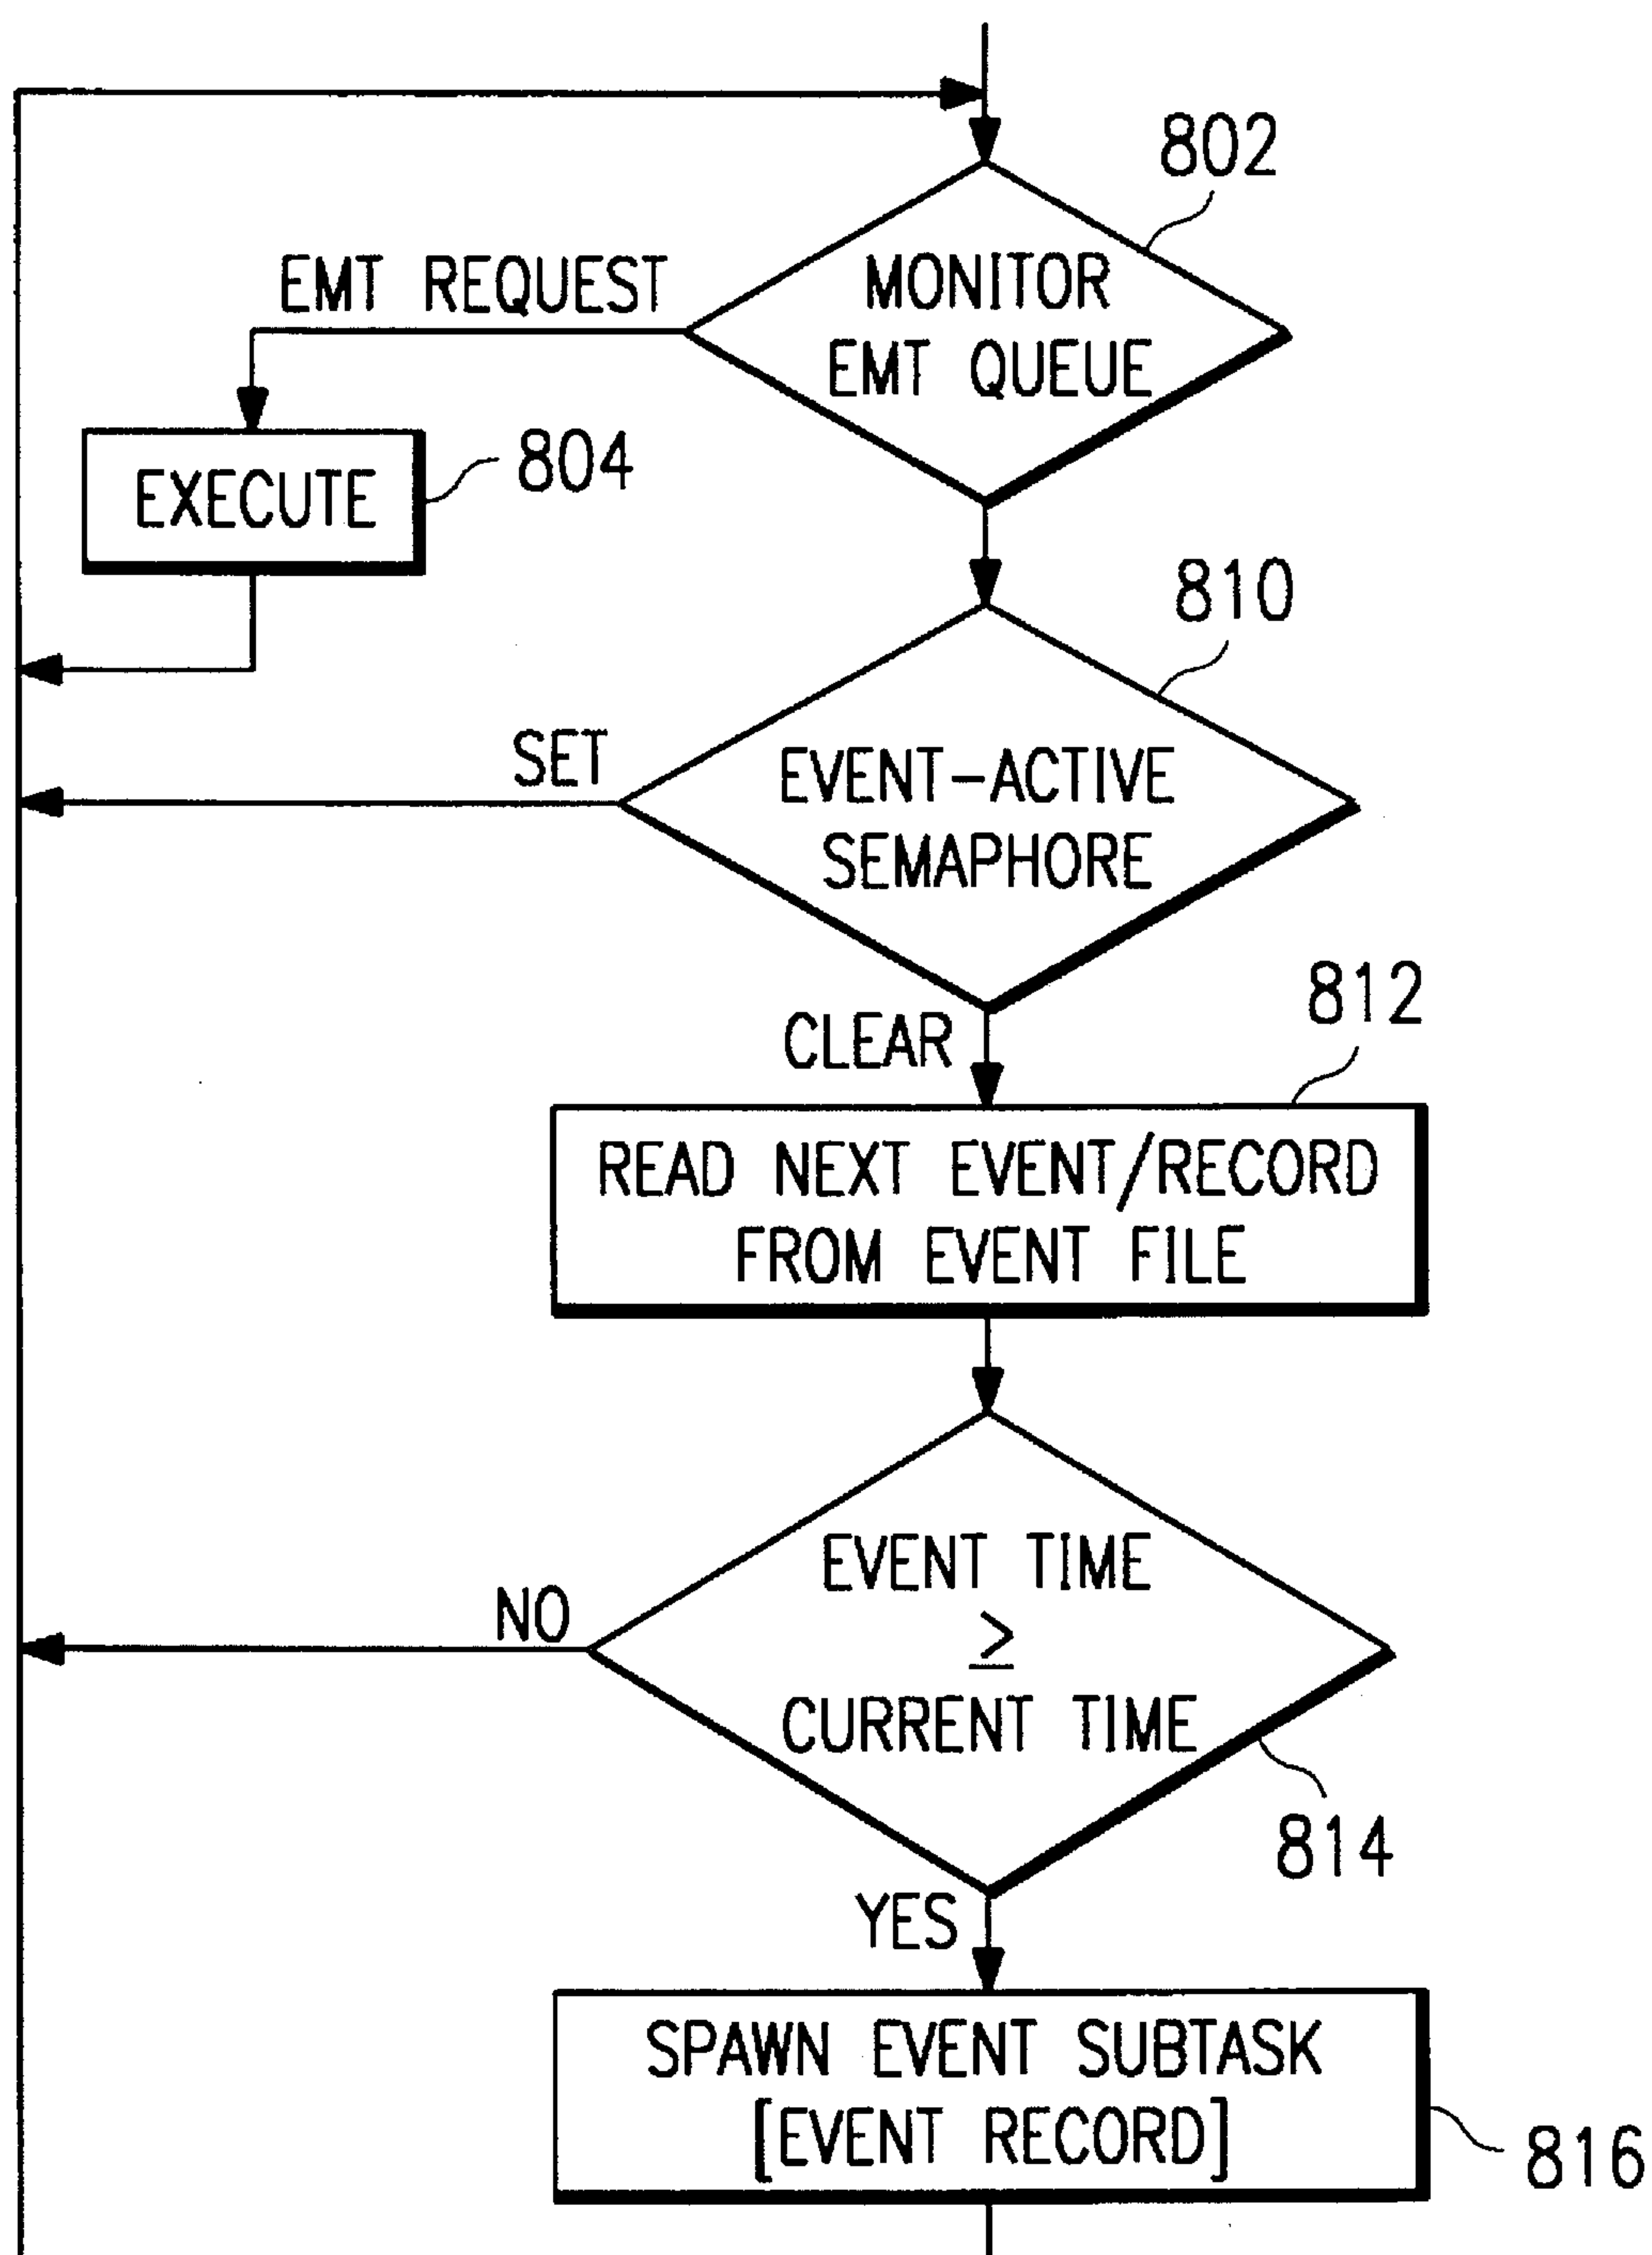 802
EMT REQUEST
MONITOR
EMT QUEUE
EXECUTE
804
810
SET
EVENT-ACTIVE
SEMAPHORE
CLEAR
812
READ NEXT EVENT/RECORD
FROM EVENT FILE
EVENT TIME
NO
≥
CURRENT TIME
814
YES
SPAWN EVENT SUBTASK
[EVENT RECORD]
816